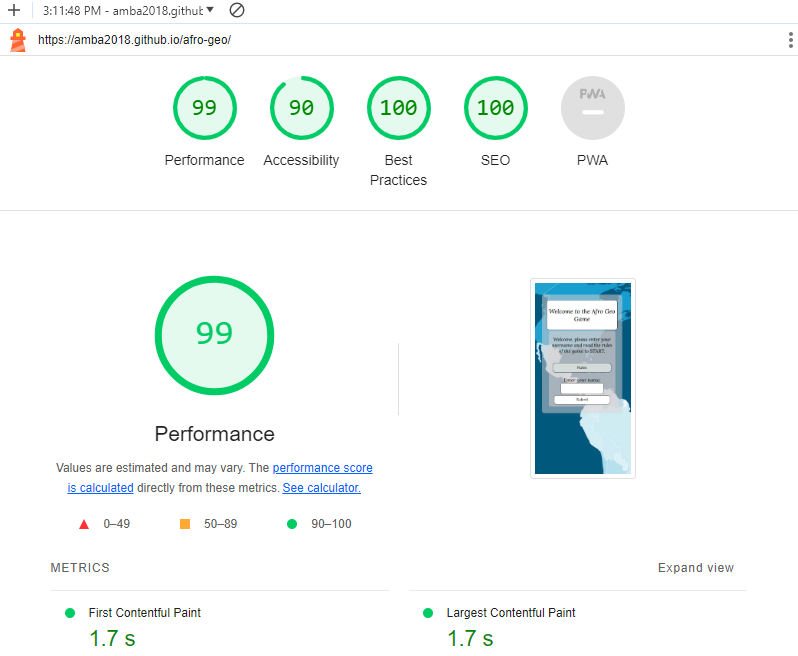 3:11:48 PM - amba2018.github
https://amba2018.github.io/afro-geo/
99 90 100 100 PWA
Performance Accessibility Best Practices SEO PWA
99
Performance
Values are estimated and may vary. The performance score
is calculated directly from these metrics. See calculator.
0–49 50–89 90–100
Welcome to the Afro Geo
Game
Welcome, please enter your
username and read the rules
of the game to START.
Rules
Enter your name:
Submit
METRICS
Expand view
First Contentful Paint
1.7 s
Largest Contentful Paint
1.7 s